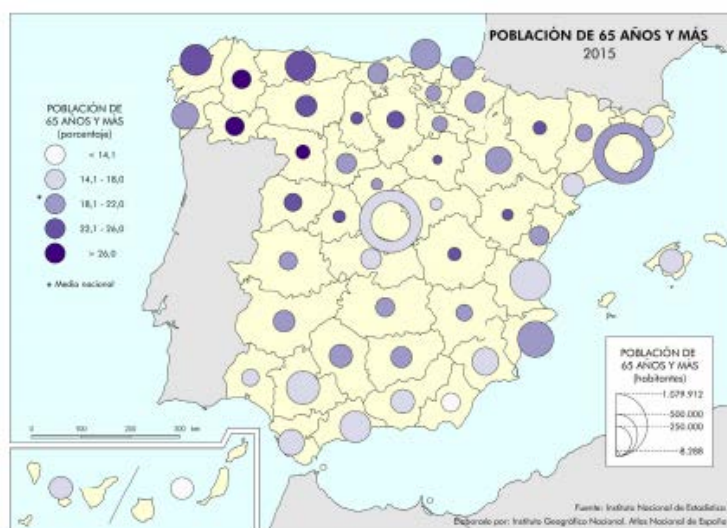 POBLACIÓN DE 65 AÑOS Y MÁS
2015
POBLACIÓN DE
65 AÑOS Y MÁS
(porcentaje)
< 14,1
14,1 - 18,0
* 18,1 - 22,0
22,1 - 26,0
> 26,0
* Media nacional
POBLACIÓN DE
65 AÑOS Y MÁS
(habitantes)
1.079.912
500.000
250.000
8.288
0 100 200 300 km
Fuente: Instituto Nacional de Estadística
Elaborado por: Instituto Geográfico Nacional. Atlas Nacional de España